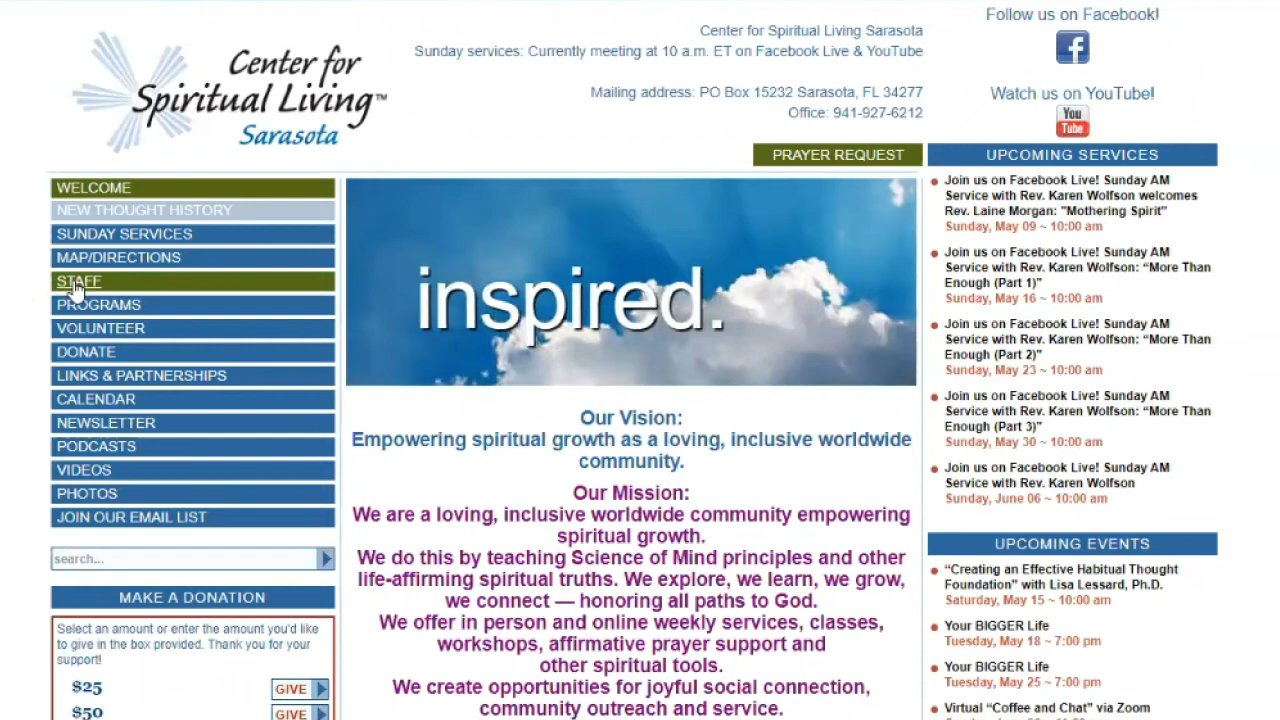 Center for
Spiritual Living™
Sarasota
Center for Spiritual Living Sarasota
Sunday services: Currently meeting at 10 a.m. ET on Facebook Live & YouTube
Mailing address: PO Box 15232 Sarasota, FL 34277
Office: 941-927-6212
Follow us on Facebook!
f
Watch us on YouTube!
You
Tube
PRAYER REQUEST
WELCOME
NEW THOUGHT HISTORY
SUNDAY SERVICES
MAP/DIRECTIONS
STAFF
PROGRAMS
VOLUNTEER
DONATE
LINKS & PARTNERSHIPS
CALENDAR
NEWSLETTER
PODCASTS
VIDEOS
PHOTOS
JOIN OUR EMAIL LIST
search...
MAKE A DONATION
Select an amount or enter the amount you'd like
to give in the box provided. Thank you for your
support!
$25 GIVE
$50 GIVE
inspired.
Our Vision:
Empowering spiritual growth as a loving, inclusive worldwide
community.
Our Mission:
We are a loving, inclusive worldwide community empowering
spiritual growth.
We do this by teaching Science of Mind principles and other
life-affirming spiritual truths. We explore, we learn, we grow,
we connect — honoring all paths to God.
We offer in person and online weekly services, classes,
workshops, affirmative prayer support and
other spiritual tools.
We create opportunities for joyful social connection,
community outreach and service.
UPCOMING SERVICES
Join us on Facebook Live! Sunday AM
Service with Rev. Karen Wolfson welcomes
Rev. Laine Morgan: "Mothering Spirit"
Sunday, May 09 ~ 10:00 am
Join us on Facebook Live! Sunday AM
Service with Rev. Karen Wolfson: “More Than
Enough (Part 1)”
Sunday, May 16 ~ 10:00 am
Join us on Facebook Live! Sunday AM
Service with Rev. Karen Wolfson: “More Than
Enough (Part 2)”
Sunday, May 23 ~ 10:00 am
Join us on Facebook Live! Sunday AM
Service with Rev. Karen Wolfson: “More Than
Enough (Part 3)”
Sunday, May 30 ~ 10:00 am
Join us on Facebook Live! Sunday AM
Service with Rev. Karen Wolfson
Sunday, June 06 ~ 10:00 am
UPCOMING EVENTS
“Creating an Effective Habitual Thought
Foundation” with Lisa Lessard, Ph.D.
Saturday, May 15 ~ 10:00 am
Your BIGGER Life
Tuesday, May 18 ~ 7:00 pm
Your BIGGER Life
Tuesday, May 25 ~ 7:00 pm
Virtual “Coffee and Chat” via Zoom